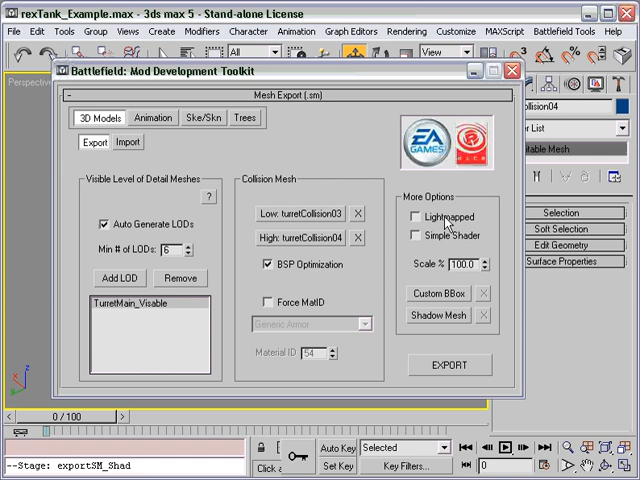 rexTank_Example.max - 3ds max 5 - Stand-alone License
File Edit Tools Group Views Create Modifiers Character Animation Graph Editors Rendering Customize MAXScript Battlefield Tools Help
All View
Perspective
Battlefield: Mod Development Toolkit
Mesh Export (.sm)
3D Models Animation Ske/Skn Trees
Export Import
EA GAMES dice
Visible Level of Detail Meshes
?
Auto Generate LODs
Min # of LODs: 6
Add LOD Remove
TurretMain_Visable
Collision Mesh
Low: turretCollision03 X
High: turretCollision04 X
BSP Optimization
Force MatID
Generic Armor
Material ID 54
More Options
Lightmapped
Simple Shader
Scale % 100.0
Custom BBox X
Shadow Mesh X
EXPORT
ollision04
er List
itable Mesh
Selection
Soft Selection
Edit Geometry
Surface Properties
z
x
0 / 100
--Stage: exportSM_Shad
Click a
Auto Key Selected
Set Key Key Filters...
0